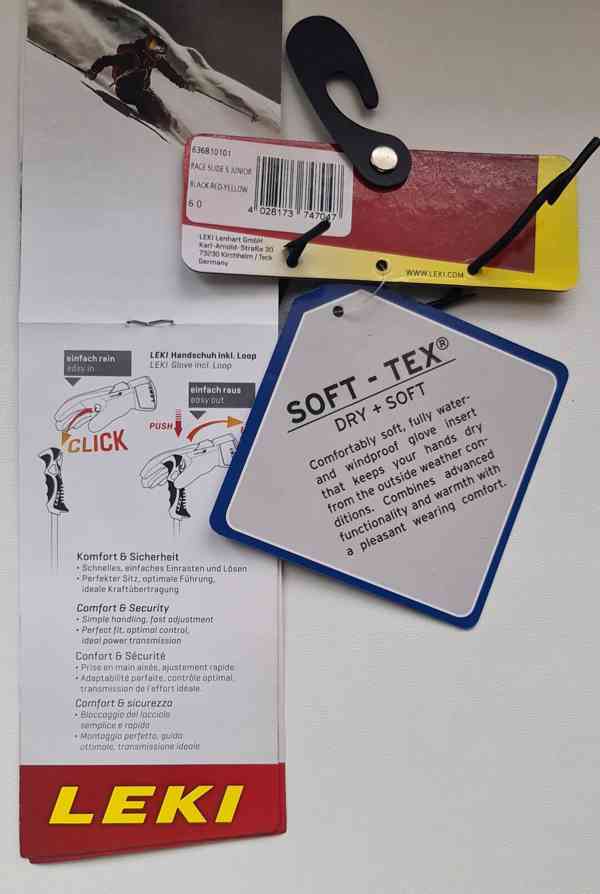 636810101
RACE SLIDE S JUNIOR
BLACK-RED-YELLOW
6.0
4 028173 747047
LEKI Lenhart GmbH
Karl-Arnold-Straße 30
73230 Kirchheim / Teck
Germany
WWW.LEKI.COM
einfach rein
easy in
LEKI Handschuh inkl. Loop
LEKI Glove incl. Loop
einfach raus
easy out
CLICK
PUSH
SOFT - TEX®
DRY + SOFT
Comfortably soft, fully water-
and windproof glove insert
that keeps your hands dry
from the outside weather con-
ditions. Combines advanced
functionality and warmth with
a pleasant wearing comfort.
Komfort & Sicherheit
• Schnelles, einfaches Einrasten und Lösen
• Perfekter Sitz, optimale Führung,
ideale Kraftübertragung
Comfort & Security
• Simple handling, fast adjustment
• Perfect fit, optimal control,
ideal power transmission
Confort & Sécurité
• Prise en main aisée, ajustement rapide
• Adaptabilité parfaite, contrôle optimal,
transmission de l'effort idéale
Comfort & sicurezza
• Bloccaggio del lacciolo
semplice e rapida
• Montaggio perfetto, guida
ottimale, transmissione ideale
LEKI